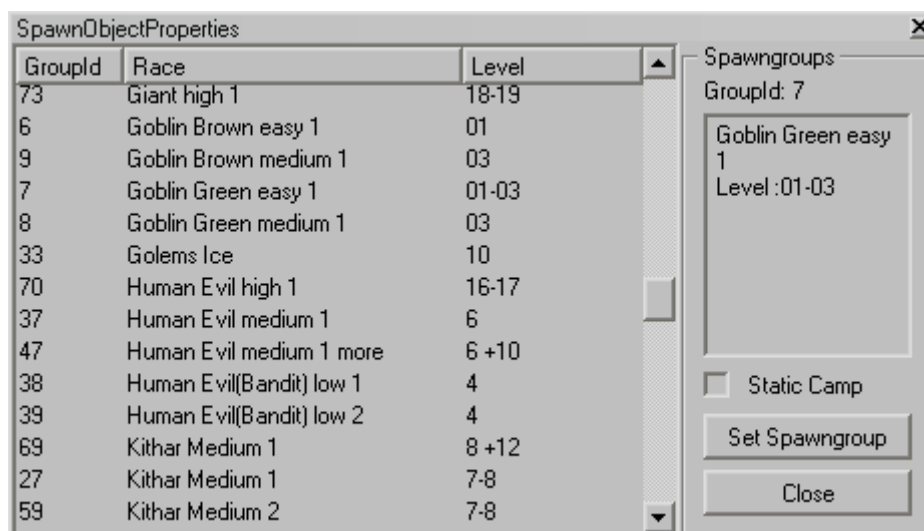 SpawnObjectProperties
GroupId Race Level
73 Giant high 1 18-19
6 Goblin Brown easy 1 01
9 Goblin Brown medium 1 03
7 Goblin Green easy 1 01-03
8 Goblin Green medium 1 03
33 Golems Ice 10
70 Human Evil high 1 16-17
37 Human Evil medium 1 6
47 Human Evil medium 1 more 6 +10
38 Human Evil(Bandit) low 1 4
39 Human Evil(Bandit) low 2 4
69 Kithar Medium 1 8 +12
27 Kithar Medium 1 7-8
59 Kithar Medium 2 7-8
Spawngroups
GroupId: 7
Goblin Green easy
1
Level :01-03
Static Camp
Set Spawngroup
Close